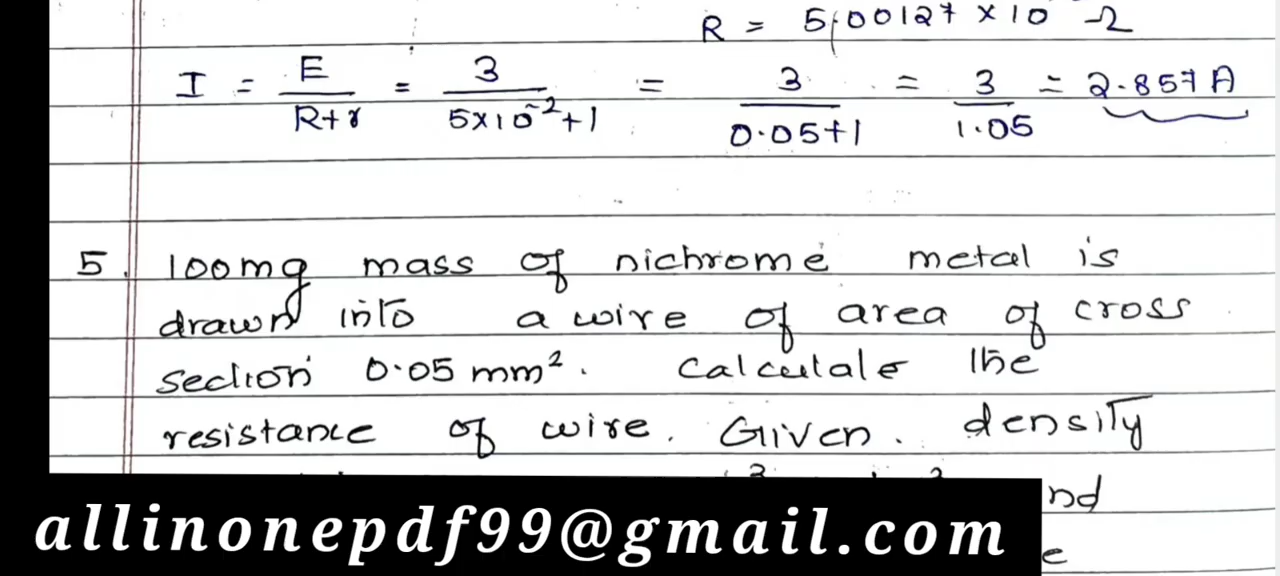 R = 5.00127 × 10 Ω
I = E/R+r = 3/5×10⁻²+1 = 3/0.05+1 = 3/1.05 = 2.857A
5. 100mg mass of nichrome metal is
drawn into a wire of area of cross
section 0.05 mm². Calculate the
resistance of wire. Given. density
nd
allinonepdf99@gmail.com
e